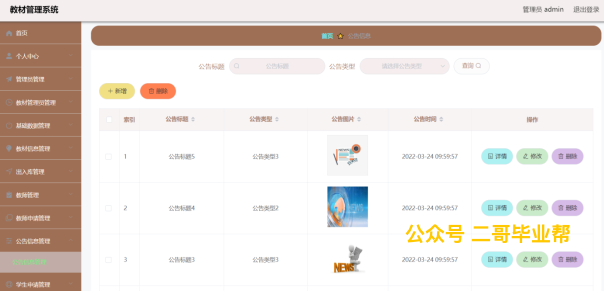 教材管理系统 管理员 admin 退出登录
首页 首页 公告信息
个人中心
管理员管理 公告标题 公告标题 公告类型 请选择公告类型 查询
教材管理员管理 新增 删除
基础数据管理 索引 公告标题 公告类型 公告图片 公告时间 操作
教材信息管理 1 公告标题5 公告类型3 2022-03-24 09:59:57 详情 修改 删除
出入库管理
教师管理 2 公告标题4 公告类型2 2022-03-24 09:59:57 详情 修改 删除
教师申请管理
公众号 二哥毕业帮
公告信息管理
公告信息管理 3 公告标题3 公告类型3 NEWS 2022-03-24 09:59:57 详情 修改 删除
学生申请管理